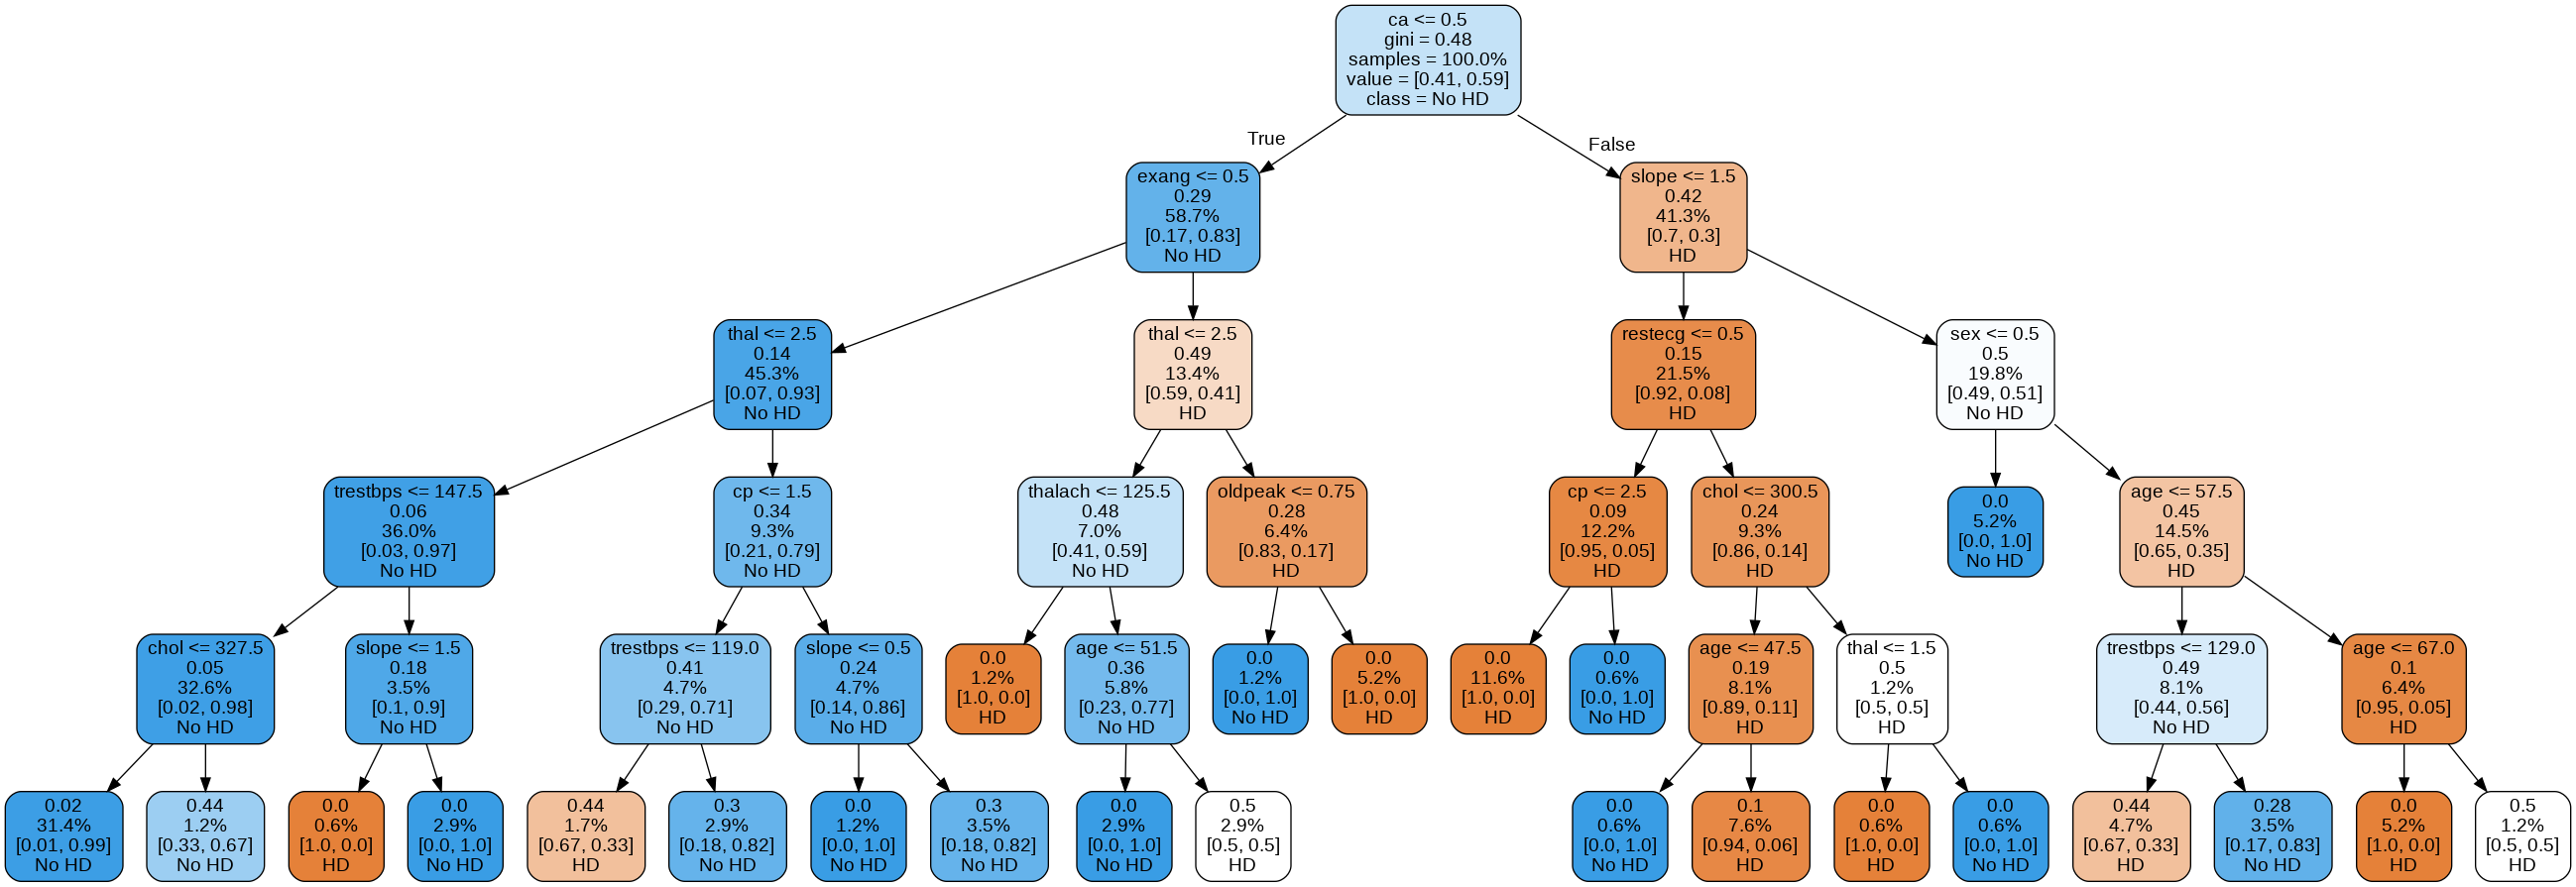 ca <= 0.5
gini = 0.48
samples = 100.0%
value = [0.41, 0.59]
class = No HD
True
False
exang <= 0.5
0.29
58.7%
[0.17, 0.83]
No HD
slope <= 1.5
0.42
41.3%
[0.7, 0.3]
HD
thal <= 2.5
0.14
45.3%
[0.07, 0.93]
No HD
thal <= 2.5
0.49
13.4%
[0.59, 0.41]
HD
restecg <= 0.5
0.15
21.5%
[0.92, 0.08]
HD
sex <= 0.5
0.5
19.8%
[0.49, 0.51]
No HD
trestbps <= 147.5
0.06
36.0%
[0.03, 0.97]
No HD
cp <= 1.5
0.34
9.3%
[0.21, 0.79]
No HD
thalach <= 125.5
0.48
7.0%
[0.41, 0.59]
No HD
oldpeak <= 0.75
0.28
6.4%
[0.83, 0.17]
HD
cp <= 2.5
0.09
12.2%
[0.95, 0.05]
HD
chol <= 300.5
0.24
9.3%
[0.86, 0.14]
HD
0.0
5.2%
[0.0, 1.0]
No HD
age <= 57.5
0.45
14.5%
[0.65, 0.35]
HD
chol <= 327.5
0.05
32.6%
[0.02, 0.98]
No HD
slope <= 1.5
0.18
3.5%
[0.1, 0.9]
No HD
trestbps <= 119.0
0.41
4.7%
[0.29, 0.71]
No HD
slope <= 0.5
0.24
4.7%
[0.14, 0.86]
No HD
0.0
1.2%
[1.0, 0.0]
HD
age <= 51.5
0.36
5.8%
[0.23, 0.77]
No HD
0.0
1.2%
[0.0, 1.0]
No HD
0.0
5.2%
[1.0, 0.0]
HD
0.0
11.6%
[1.0, 0.0]
HD
0.0
0.6%
[0.0, 1.0]
No HD
age <= 47.5
0.19
8.1%
[0.89, 0.11]
HD
thal <= 1.5
0.5
1.2%
[0.5, 0.5]
HD
trestbps <= 129.0
0.49
8.1%
[0.44, 0.56]
No HD
age <= 67.0
0.1
6.4%
[0.95, 0.05]
HD
0.02
31.4%
[0.01, 0.99]
No HD
0.44
1.2%
[0.33, 0.67]
No HD
0.0
0.6%
[1.0, 0.0]
HD
0.0
2.9%
[0.0, 1.0]
No HD
0.44
1.7%
[0.67, 0.33]
HD
0.3
2.9%
[0.18, 0.82]
No HD
0.0
1.2%
[0.0, 1.0]
No HD
0.3
3.5%
[0.18, 0.82]
No HD
0.0
2.9%
[0.0, 1.0]
No HD
0.5
2.9%
[0.5, 0.5]
HD
0.0
0.6%
[0.0, 1.0]
No HD
0.1
7.6%
[0.94, 0.06]
HD
0.0
0.6%
[1.0, 0.0]
HD
0.0
0.6%
[0.0, 1.0]
No HD
0.44
4.7%
[0.67, 0.33]
HD
0.28
3.5%
[0.17, 0.83]
No HD
0.0
5.2%
[1.0, 0.0]
HD
0.5
1.2%
[0.5, 0.5]
HD